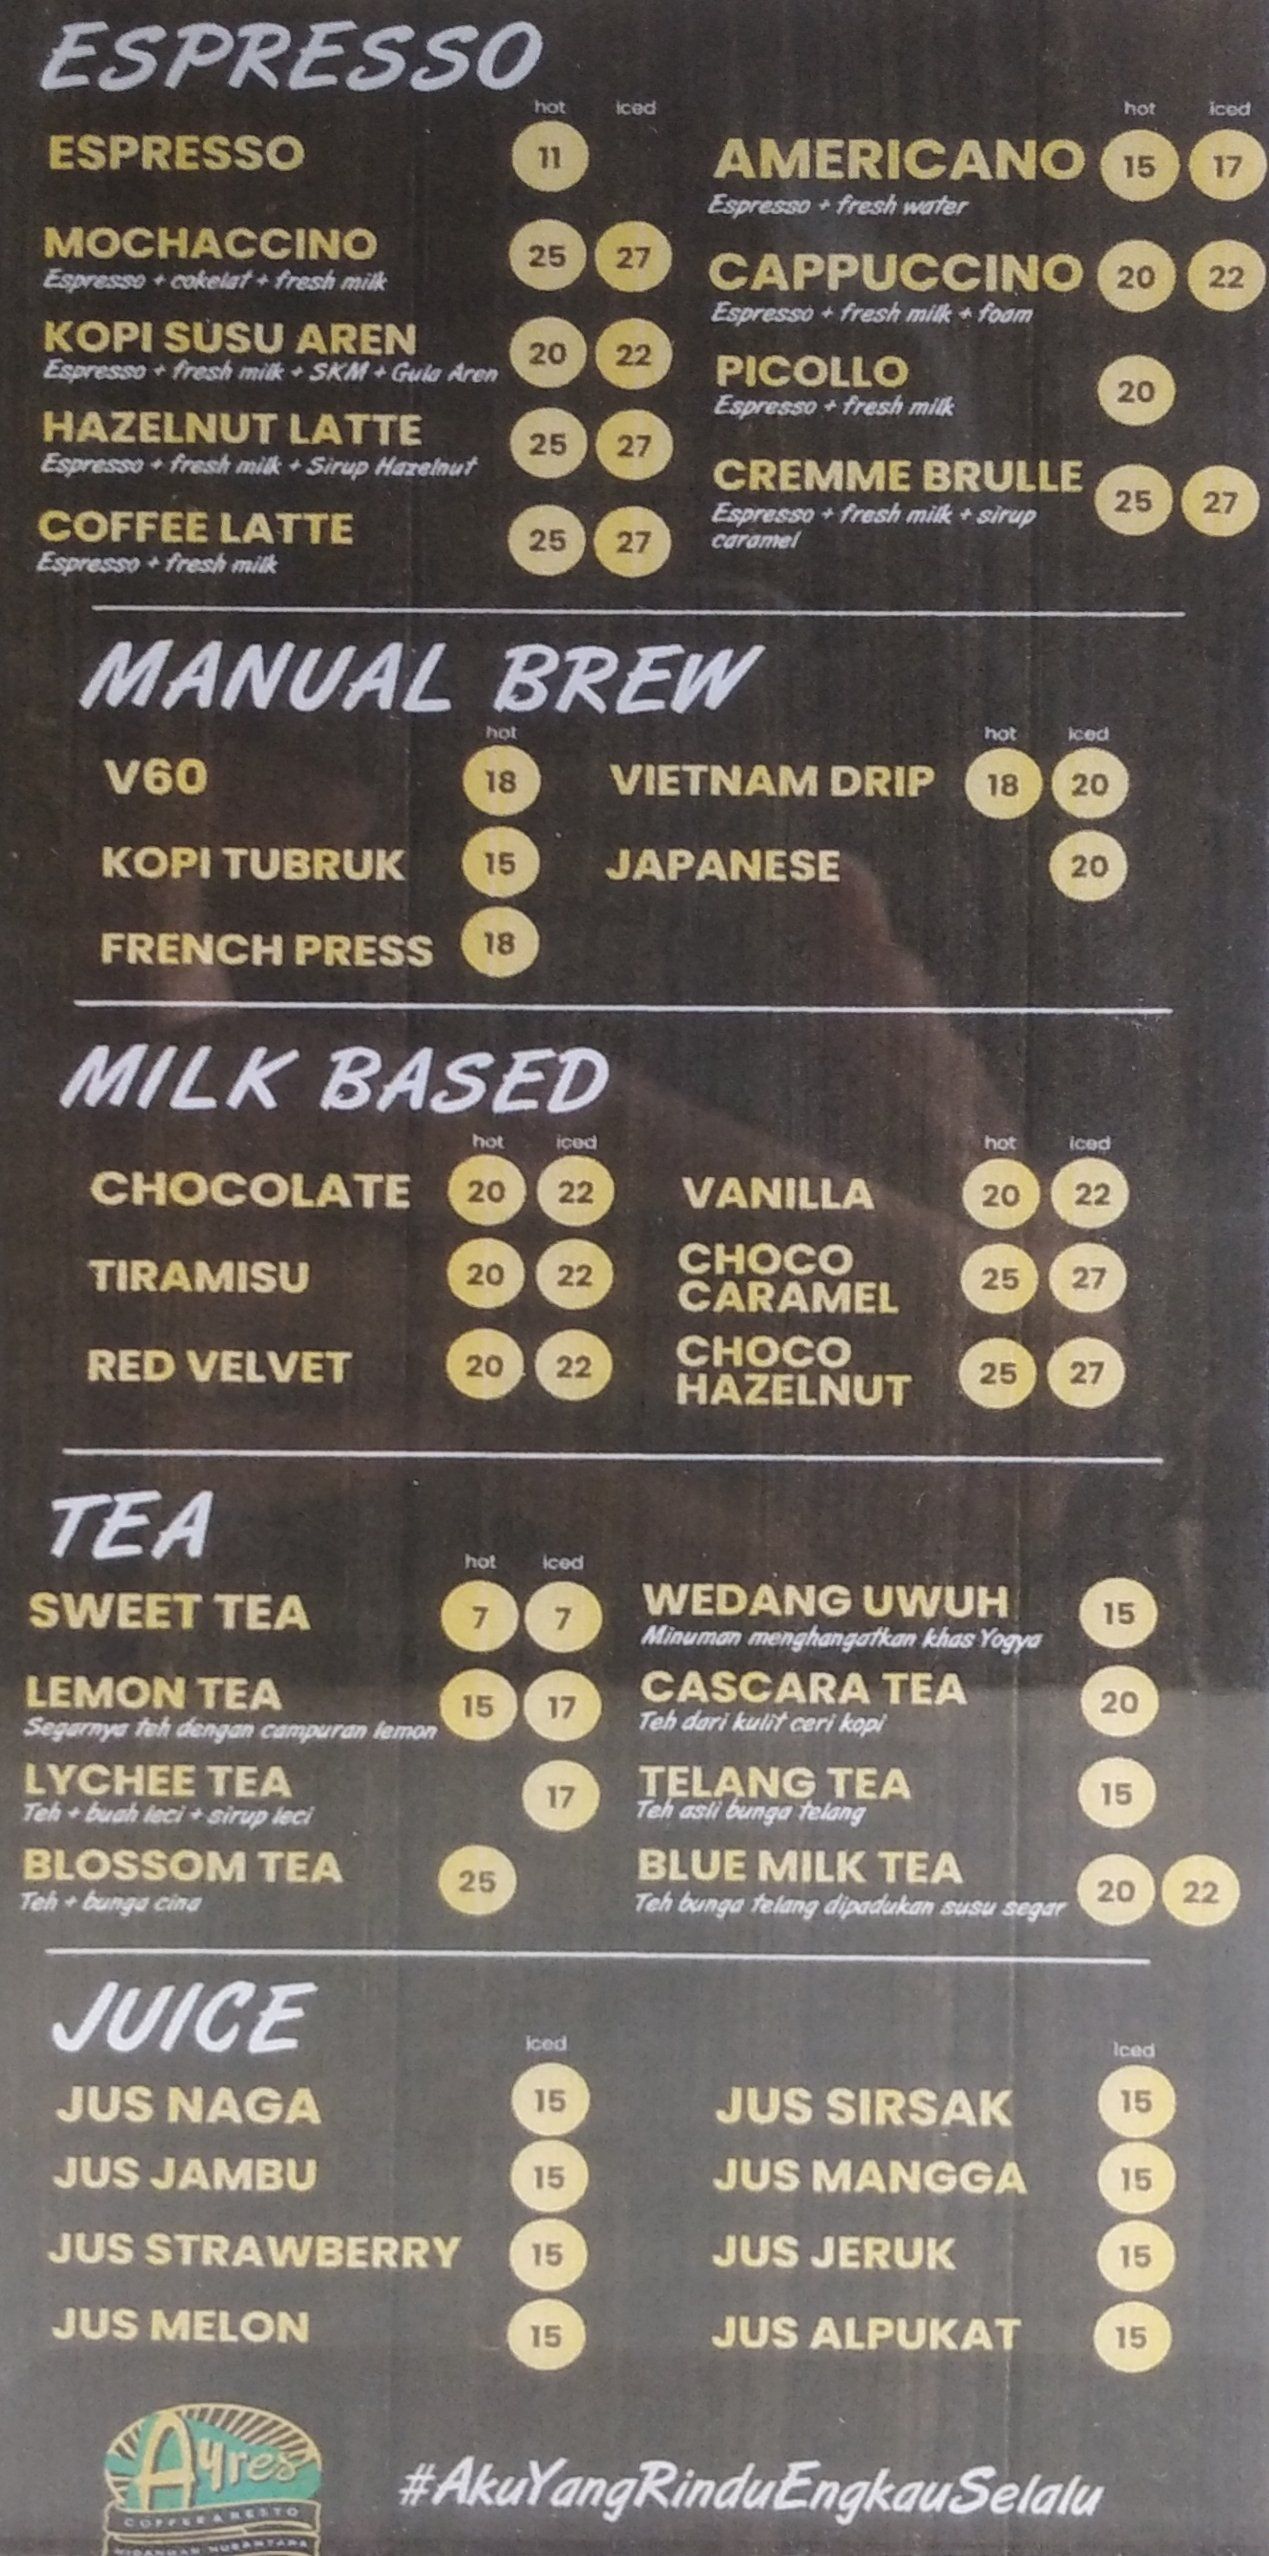 ESPRESSO
hot iced
ESPRESSO 11
MOCHACCINO 25 27
Espresso + cokelat + fresh milk
KOPI SUSU AREN 20 22
Espresso + fresh milk + SKM + Gula Aren
HAZELNUT LATTE 25 27
Espresso + fresh milk + Sirup Hazelnut
COFFEE LATTE 25 27
Espresso + fresh milk
hot iced
AMERICANO 15 17
Espresso + fresh water
CAPPUCCINO 20 22
Espresso + fresh milk + foam
PICOLLO 20
Espresso + fresh milk
CREMME BRULLE 25 27
Espresso + fresh milk + sirup
caramel
MANUAL BREW
hot
V60 18
KOPI TUBRUK 15
FRENCH PRESS 18
hot iced
VIETNAM DRIP 18 20
JAPANESE 20
MILK BASED
hot iced
CHOCOLATE 20 22
TIRAMISU 20 22
RED VELVET 20 22
hot iced
VANILLA 20 22
CHOCO
CARAMEL 25 27
CHOCO
HAZELNUT 25 27
TEA
hot iced
SWEET TEA 7 7
LEMON TEA 15 17
Segarnya teh dengan campuran lemon
LYCHEE TEA 17
Teh + buah leci + sirup leci
BLOSSOM TEA 25
Teh + bunga cina
WEDANG UWUH 15
Minuman menghangatkan khas Yogya
CASCARA TEA 20
Teh dari kulit ceri kopi
TELANG TEA 15
Teh asli bunga telang
BLUE MILK TEA 20 22
Teh bunga telang dipadukan susu segar
JUICE
iced
JUS NAGA 15
JUS JAMBU 15
JUS STRAWBERRY 15
JUS MELON 15
Iced
JUS SIRSAK 15
JUS MANGGA 15
JUS JERUK 15
JUS ALPUKAT 15
Ayres
COFFEE & RESTO
HIDANGAN NUSANTARA
#AkuYangRinduEngkauSelalu